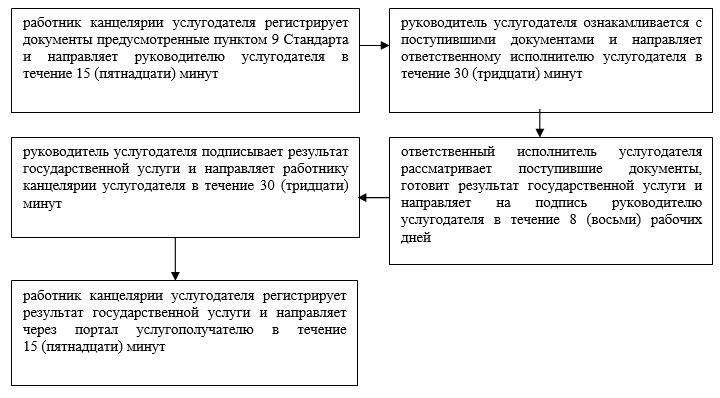 работник канцелярии услугодателя регистрирует
документы предусмотренные пунктом 9 Стандарта
и направляет руководителю услугодателя в
течение 15 (пятнадцати) минут
руководитель услугодателя ознакамливается с
поступившими документами и направляет
ответственному исполнителю услугодателя в
течение 30 (тридцати) минут
ответственный исполнитель услугодателя
рассматривает поступившие документы,
готовит результат государственной услуги и
направляет на подпись руководителю
услугодателя в течение 8 (восьми) рабочих
дней
руководитель услугодателя подписывает результат
государственной услуги и направляет работнику
канцелярии услугодателя в течение 30 (тридцати)
минут
работник канцелярии услугодателя регистрирует
результат государственной услуги и направляет
через портал услугополучателю в течение
15 (пятнадцати) минут